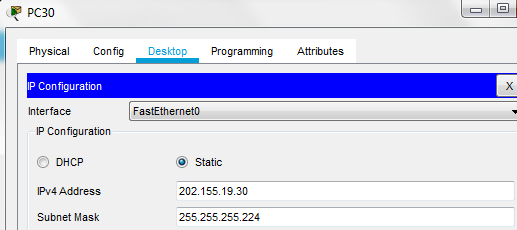 PC30
Physical Config Desktop Programming Attributes
IP Configuration X
Interface FastEthernet0
IP Configuration
DHCP Static
IPv4 Address 202.155.19.30
Subnet Mask 255.255.255.224